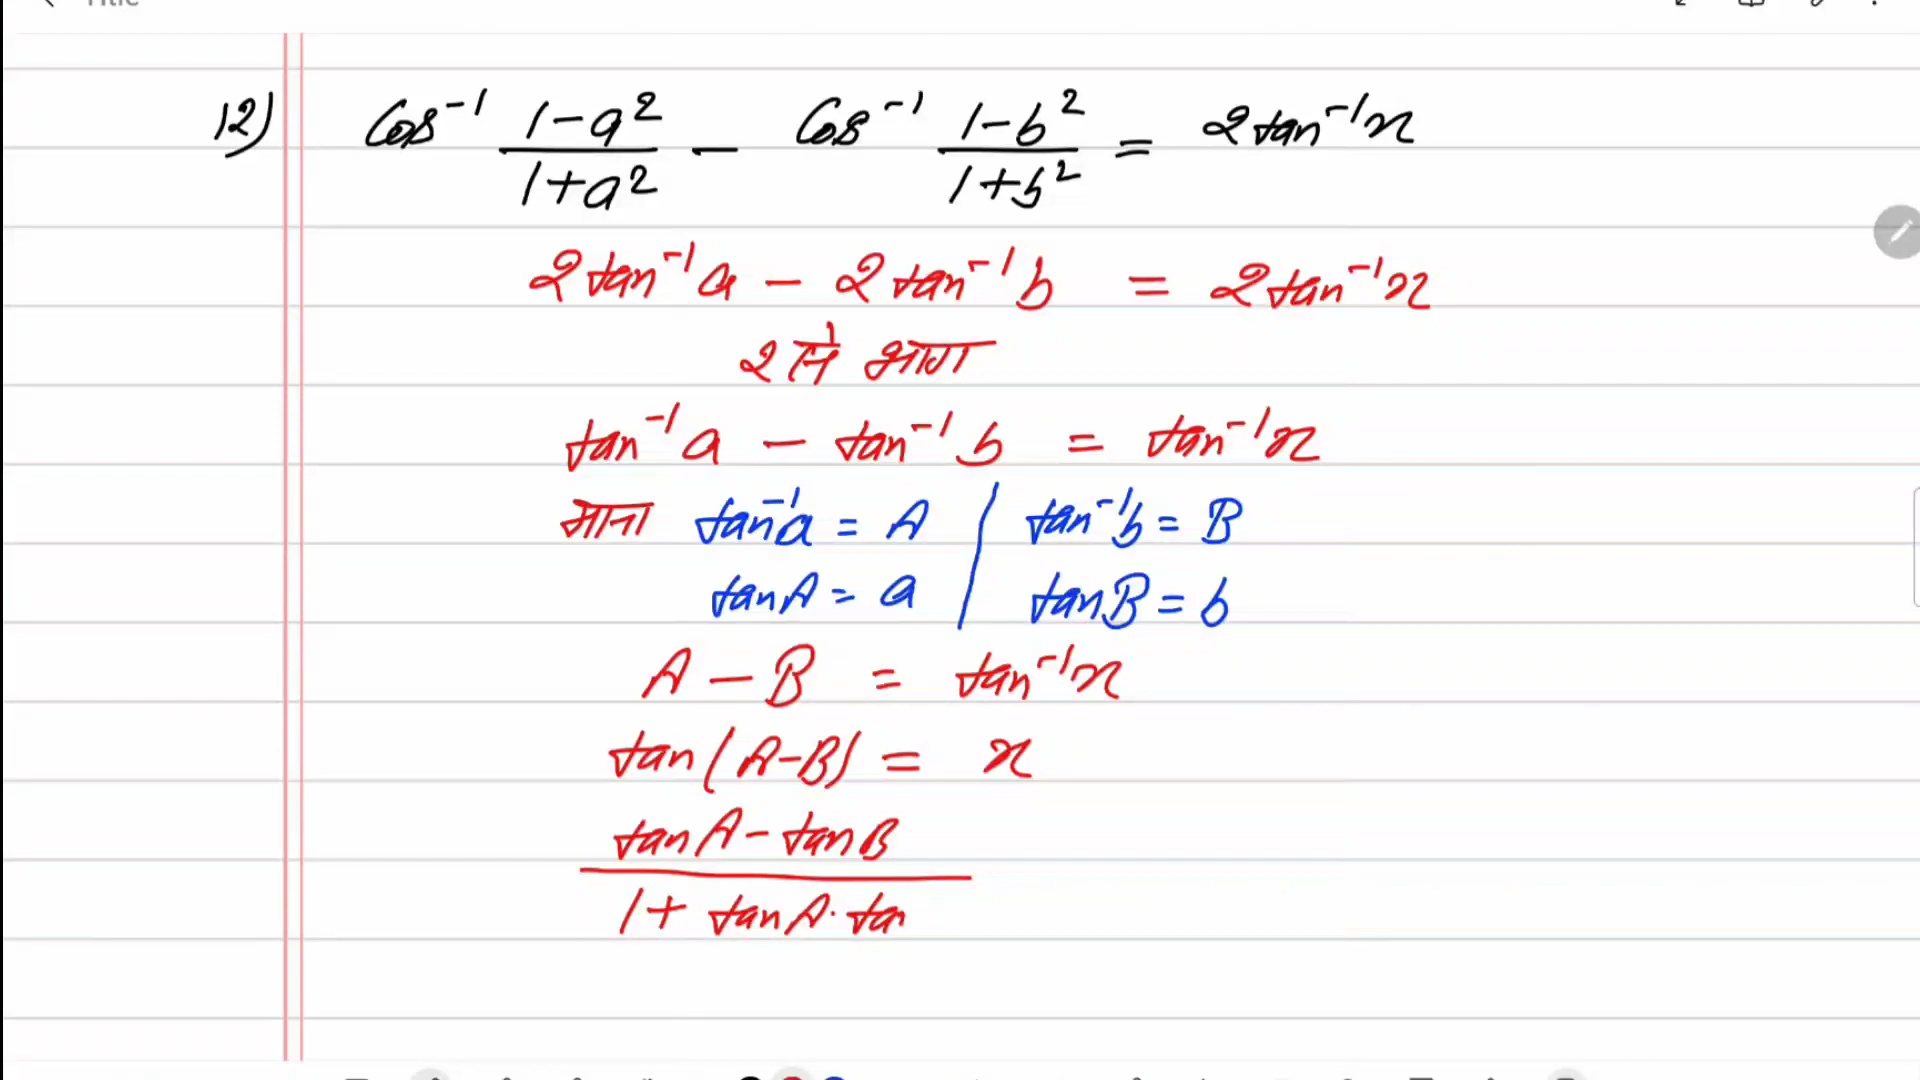 Title
12) Cos⁻¹ (1-a²)/(1+a²) - Cos⁻¹ (1-b²)/(1+b²) = 2tan⁻¹x
2tan⁻¹a - 2tan⁻¹b = 2tan⁻¹x
2 से भाग
tan⁻¹a - tan⁻¹b = tan⁻¹x
माना tan⁻¹a = A | tan⁻¹b = B
tanA = a | tanB = b
A - B = tan⁻¹x
tan(A-B) = x
tanA - tanB
1 + tanA · tan